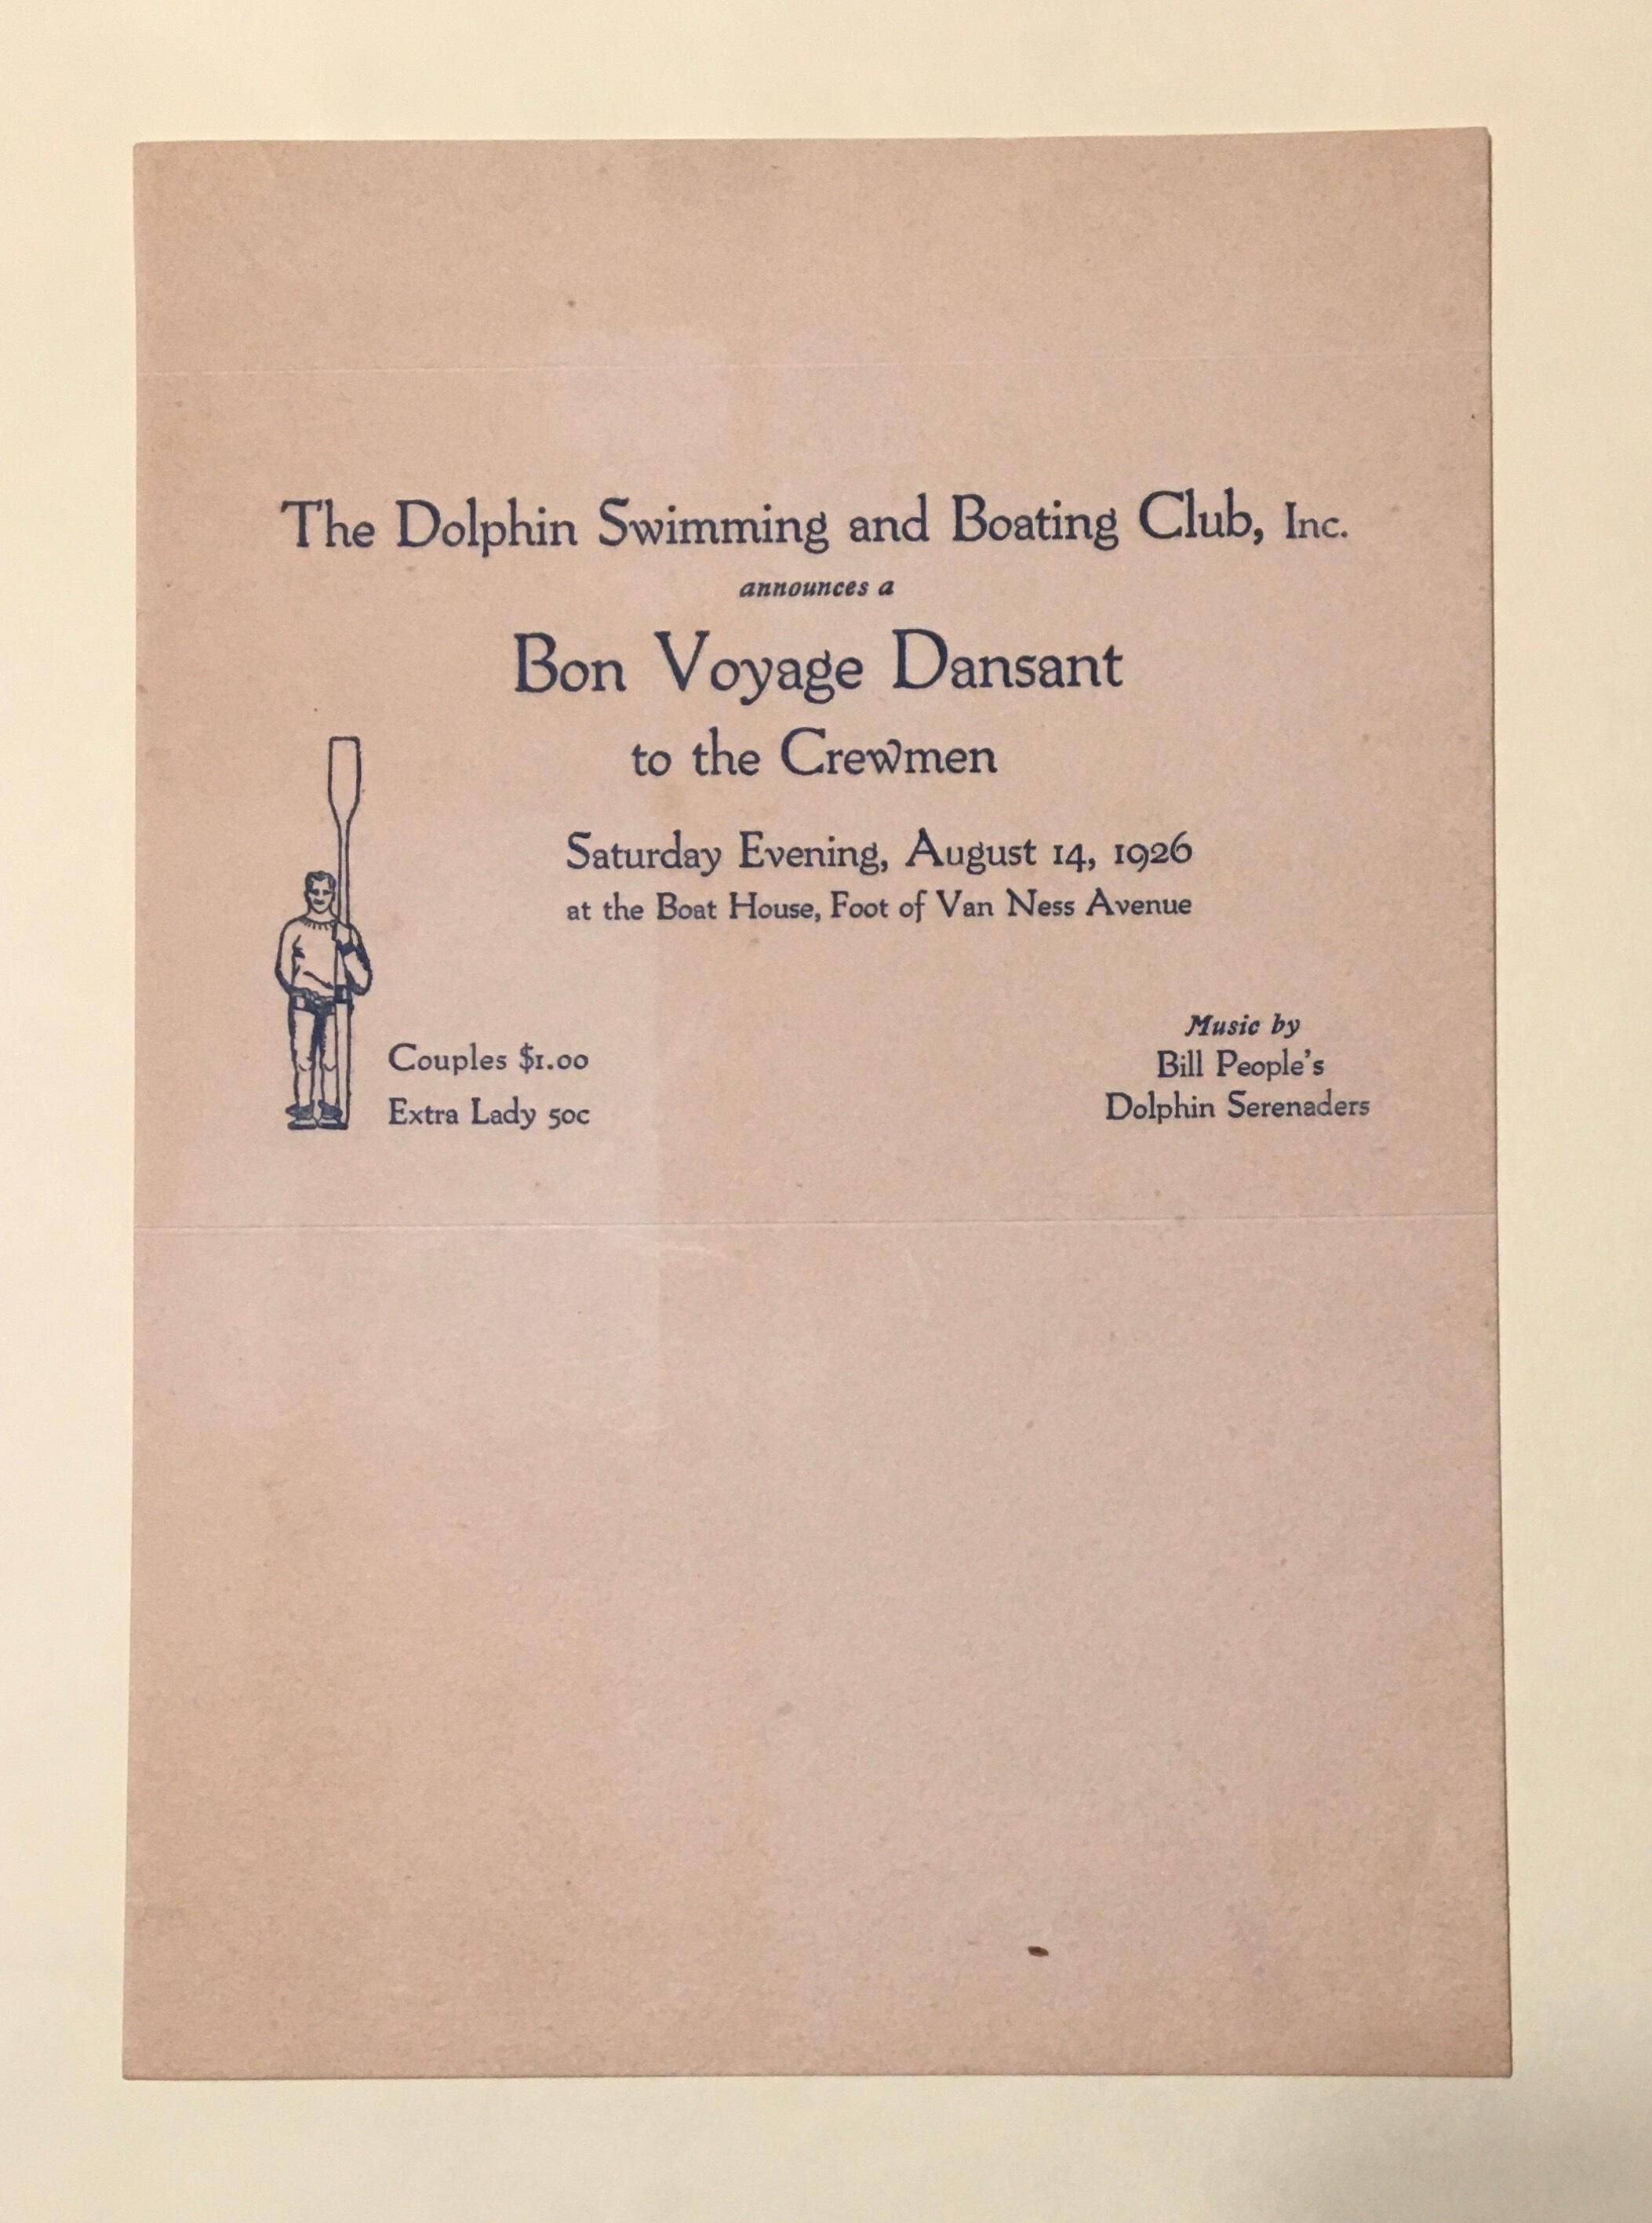 The Dolphin Swimming and Boating Club, Inc.
announces a
Bon Voyage Dansant
to the Crewmen
Saturday Evening, August 14, 1926
at the Boat House, Foot of Van Ness Avenue
Couples $1.00
Extra Lady 50c
Music by
Bill People's
Dolphin Serenaders